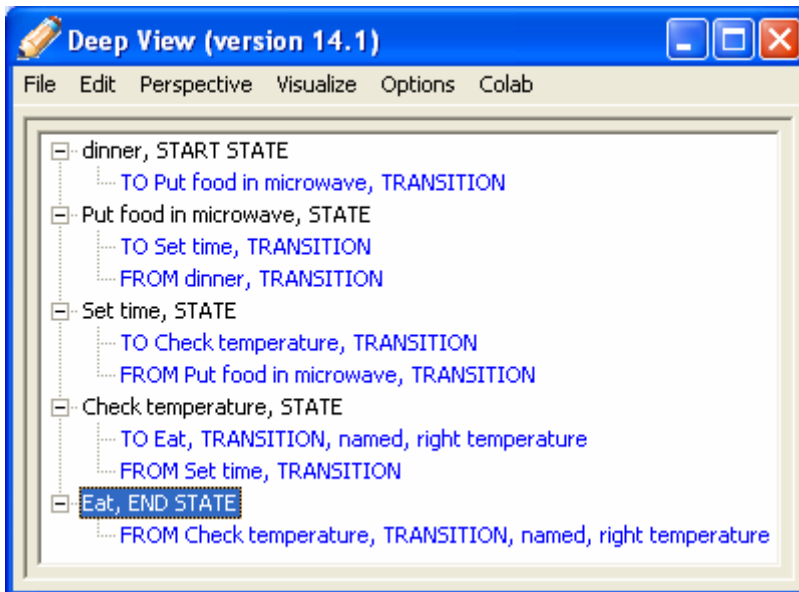 Deep View (version 14.1)
File Edit Perspective Visualize Options Colab
dinner, START STATE
TO Put food in microwave, TRANSITION
Put food in microwave, STATE
TO Set time, TRANSITION
FROM dinner, TRANSITION
Set time, STATE
TO Check temperature, TRANSITION
FROM Put food in microwave, TRANSITION
Check temperature, STATE
TO Eat, TRANSITION, named, right temperature
FROM Set time, TRANSITION
Eat, END STATE
FROM Check temperature, TRANSITION, named, right temperature